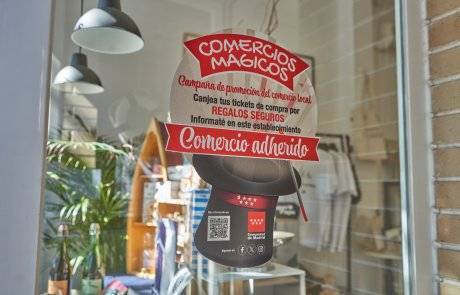 COMERCIOS
MÁGICOS
Campaña de promoción del comercio local
Canjea tus tickets de compra por
REGALOS SEGUROS
Infórmate en este establecimiento
Comercio adherido